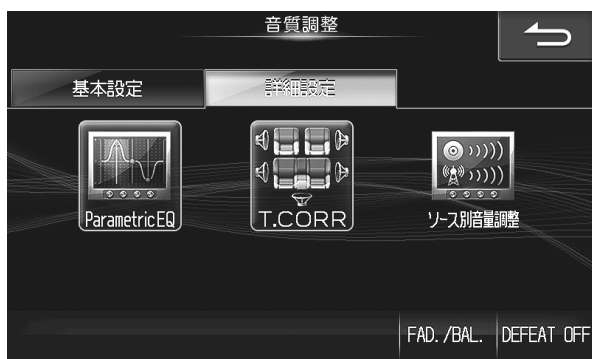 音質調整
基本設定
詳細設定
ParametricEQ
T.CORR
ソース別音量調整
FAD./BAL.
DEFEAT OFF